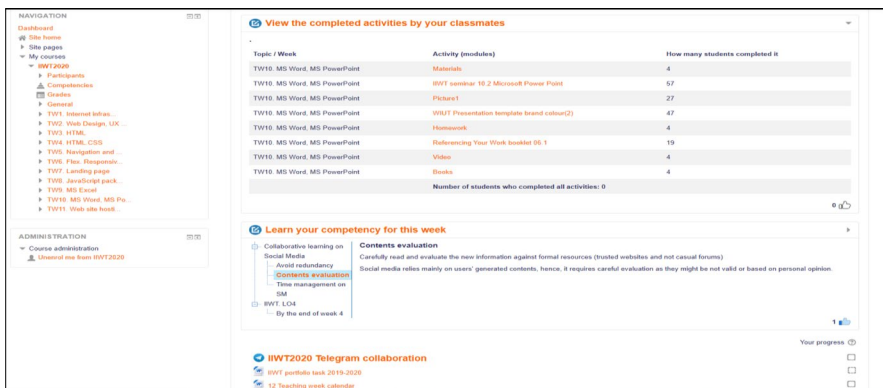 NAVIGATION
Dashboard
Site home
Site pages
My courses
IIWT2020
Participants
Competencies
Grades
General
TW1. Internet Infras...
TW2. Web Design, UX ...
TW3. HTML
TW4. HTML, CSS
TW5. Navigation and ...
TW6. Flex. Responsiv...
TW7. Landing page
TW8. JavaScript pack...
TW9. MS Excel
TW10. MS Word, MS Po...
TW11. Web site hosti...
ADMINISTRATION
Course administration
Unenrol me from IIWT2020
View the completed activities by your classmates
.
Topic / Week Activity (modules) How many students completed it
TW10. MS Word, MS PowerPoint Materials 4
TW10. MS Word, MS PowerPoint IIWT seminar 10.2 Microsoft Power Point 57
TW10. MS Word, MS PowerPoint Picture1 27
TW10. MS Word, MS PowerPoint WIUT Presentation template brand colour(2) 47
TW10. MS Word, MS PowerPoint Homework 4
TW10. MS Word, MS PowerPoint Referencing Your Work booklet 06.1 19
TW10. MS Word, MS PowerPoint Video 4
TW10. MS Word, MS PowerPoint Books 4
Number of students who completed all activities: 0
0
Learn your competency for this week
Collaborative learning on
Social Media
Avoid redundancy
Contents evaluation
Time management on
SM
IIWT. LO4
By the end of week 4
Contents evaluation
Carefully read and evaluate the new information against formal resources (trusted websites and not casual forums)
Social media relies mainly on users' generated contents, hence, it requires careful evaluation as they might be not valid or based on personal opinion.
1
Your progress
IIWT2020 Telegram collaboration
IIWT portfolio task 2019-2020
12 Teaching week calendar